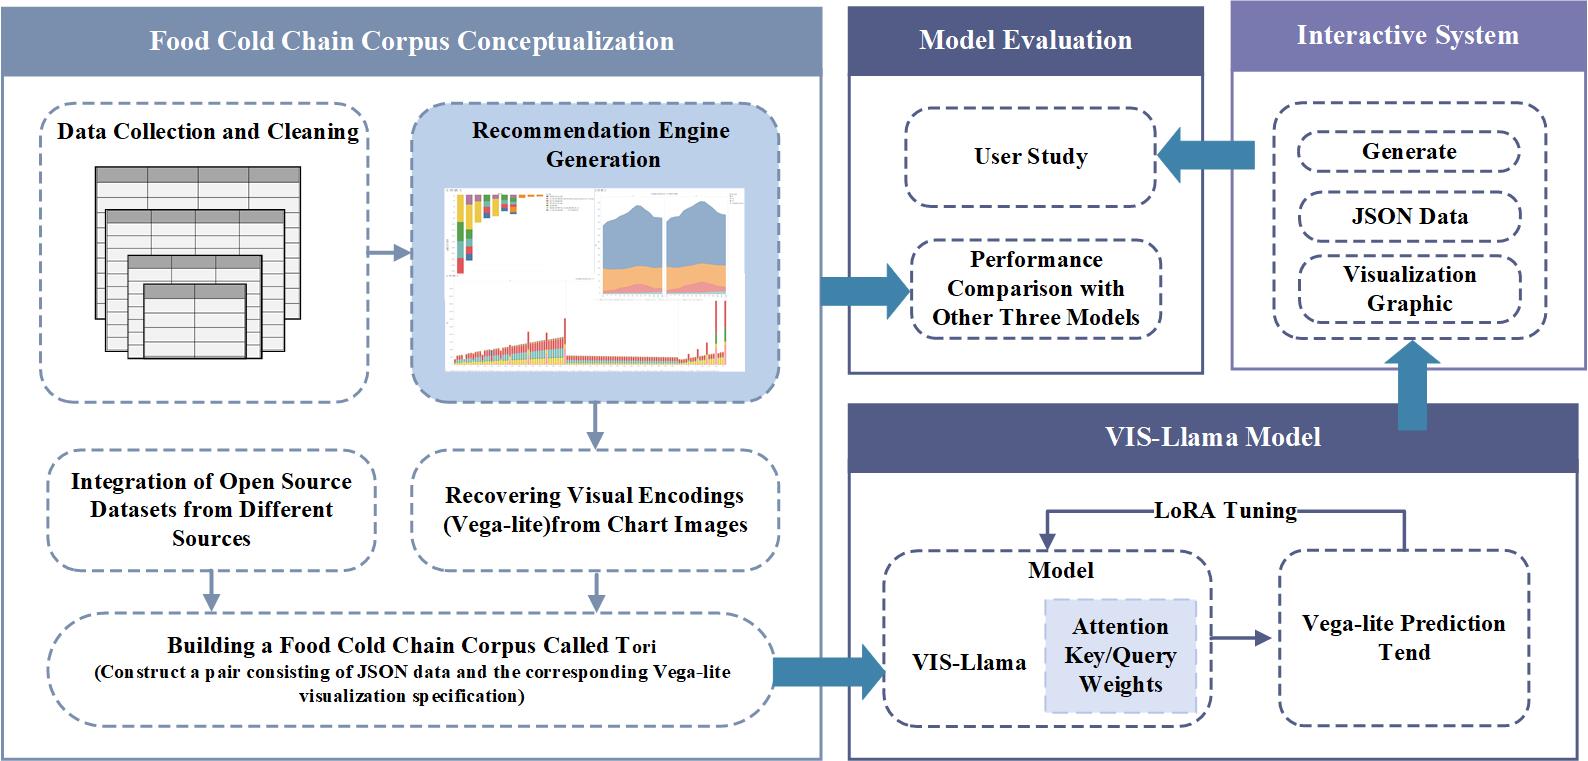 Food Cold Chain Corpus Conceptualization
Data Collection and Cleaning
Recommendation Engine
Generation
Integration of Open Source
Datasets from Different
Sources
Recovering Visual Encodings
(Vega-lite)from Chart Images
Building a Food Cold Chain Corpus Called Tori
(Construct a pair consisting of JSON data and the corresponding Vega-lite
visualization specification)
Model Evaluation
User Study
Performance
Comparison with
Other Three Models
Interactive System
Generate
JSON Data
Visualization
Graphic
VIS-Llama Model
LoRA Tuning
Model
VIS-Llama
Attention
Key/Query
Weights
Vega-lite Prediction
Tend